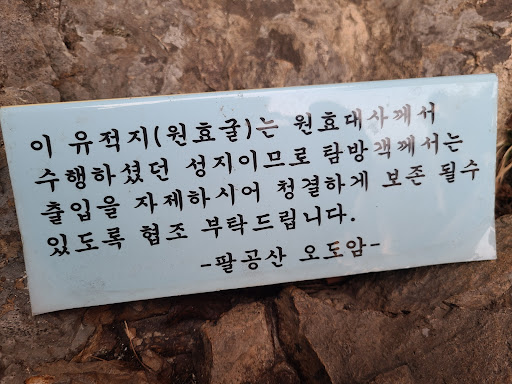 이 유적지(원효굴)는 원효대사께서
수행하셨던 성지이므로 탐방객께서는
출입을 자제하시어 청결하게 보존 될수
있도록 협조 부탁드립니다.
-팔공산 오도암-